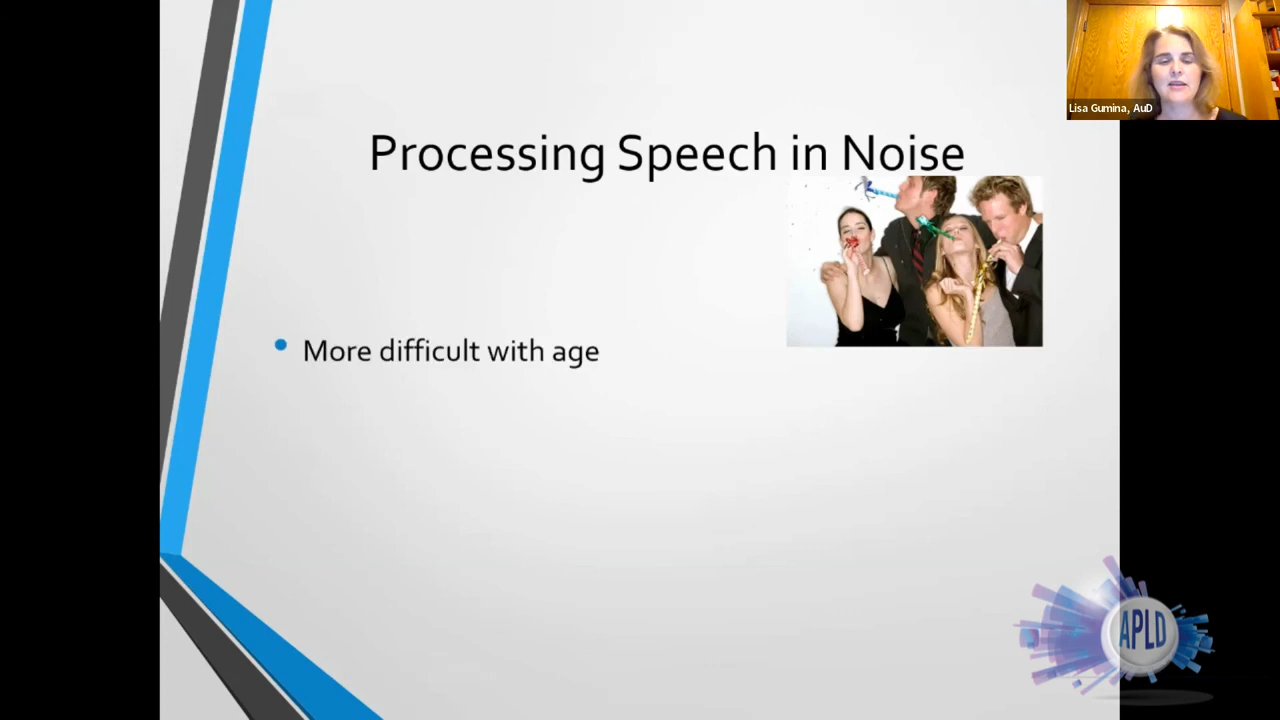 Lisa Gumina, AuD
Processing Speech in Noise
• More difficult with age
APLD